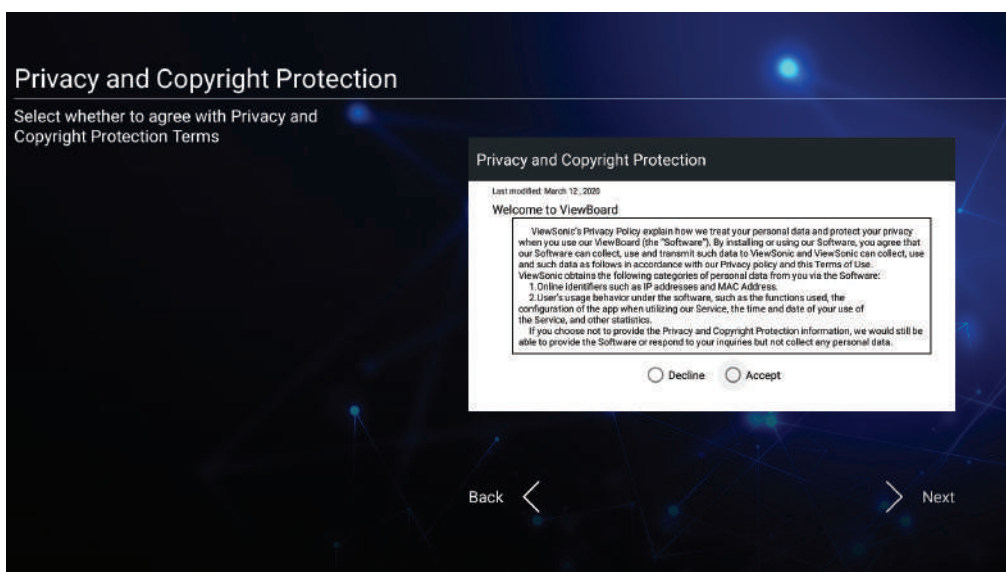 Privacy and Copyright Protection
Select whether to agree with Privacy and
Copyright Protection Terms
Privacy and Copyright Protection
Last modified: March 12, 2020
Welcome to ViewBoard
ViewSonic's Privacy Policy explain how we treat your personal data and protect your privacy
when you use our ViewBoard (the "Software"). By installing or using our Software, you agree that
our Software can collect, use and transmit such data to ViewSonic and ViewSonic can collect, use
and such data as follows in accordance with our Privacy policy and this Terms of Use.
ViewSonic obtains the following categories of personal data from you via the Software:
1.Online identifiers such as IP addresses and MAC Address.
2.User's usage behavior under the software, such as the functions used, the
configuration of the app when utilizing our Service, the time and date of your use of
the Service, and other statistics.
If you choose not to provide the Privacy and Copyright Protection information, we would still be
able to provide the Software or respond to your inquiries but not collect any personal data.
Decline Accept
Back Next